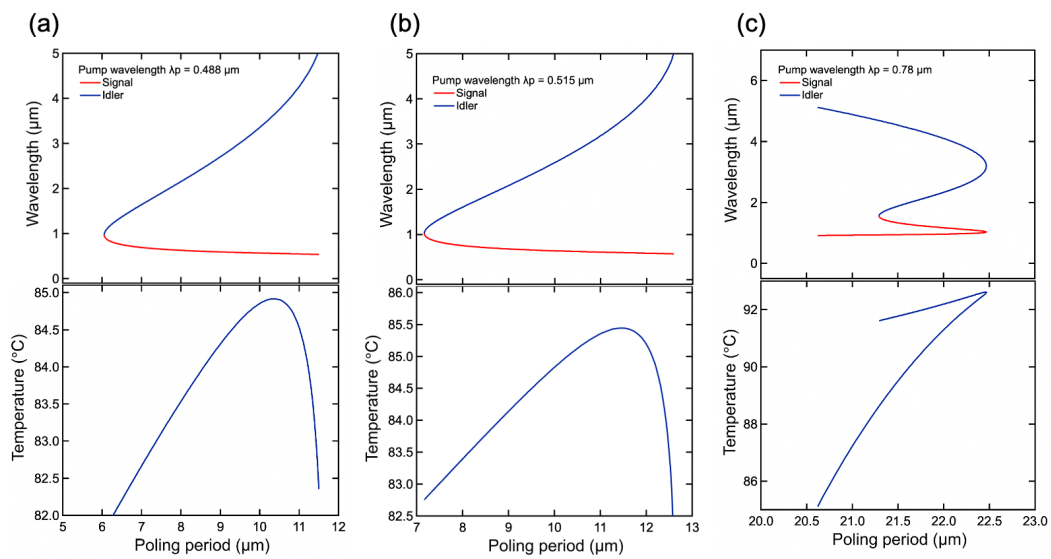 (a)
(b)
(c)
Pump wavelength λp = 0.488 μm
Signal
Idler
Wavelength (μm)
5
4
3
2
1
0
Pump wavelength λp = 0.515 μm
Signal
Idler
Wavelength (μm)
5
4
3
2
1
0
Pump wavelength λp = 0.78 μm
Signal
Idler
Wavelength (μm)
6
4
2
0
Temperature (°C)
85.0
84.5
84.0
83.5
83.0
82.5
82.0
5 6 7 8 9 10 11 12
Poling period (μm)
Temperature (°C)
86.0
85.5
85.0
84.5
84.0
83.5
83.0
82.5
7 8 9 10 11 12 13
Poling period (μm)
Temperature (°C)
92
90
88
86
20.0 20.5 21.0 21.5 22.0 22.5 23.0
Poling period (μm)